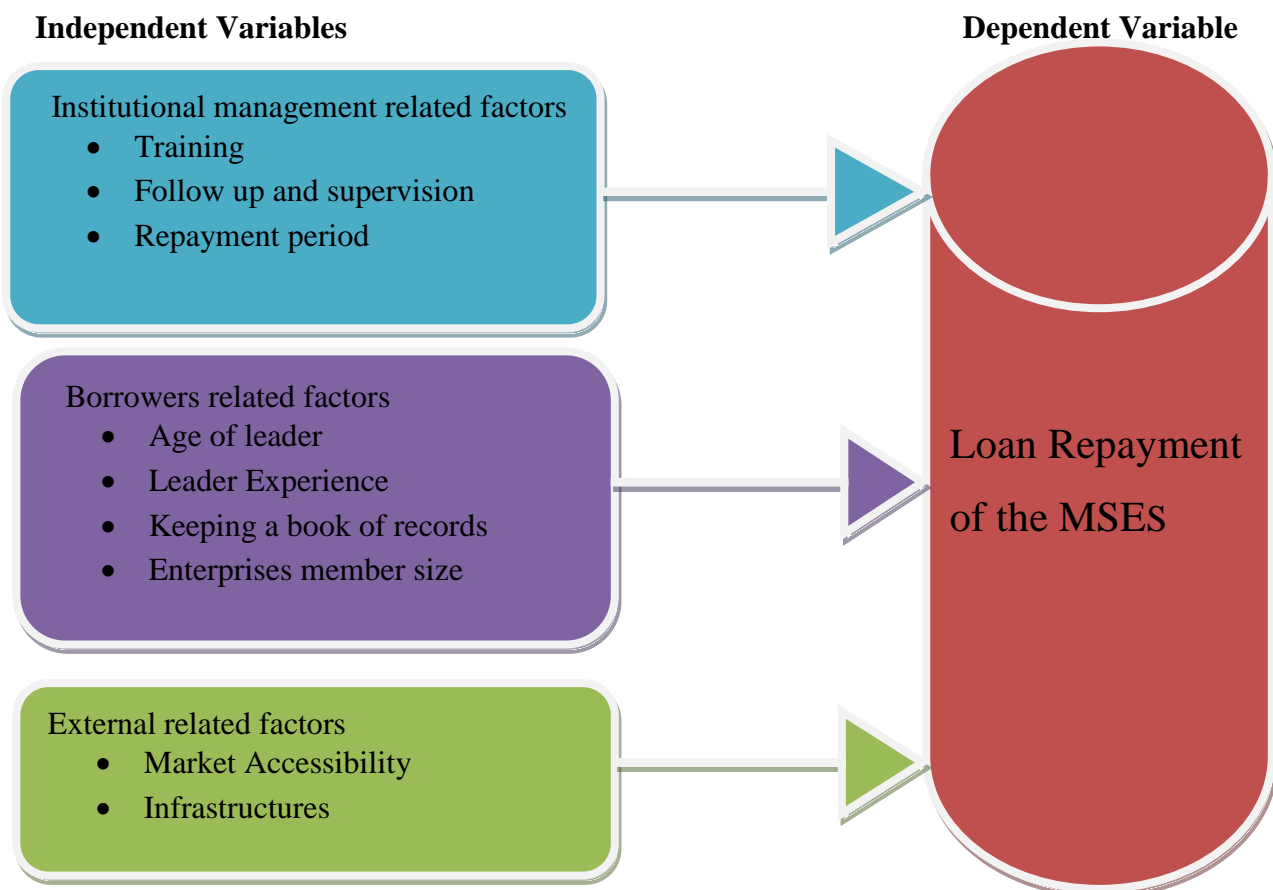 Independent Variables
Dependent Variable
Institutional management related factors
• Training
• Follow up and supervision
• Repayment period
Borrowers related factors
• Age of leader
• Leader Experience
• Keeping a book of records
• Enterprises member size
External related factors
• Market Accessibility
• Infrastructures
Loan Repayment
of the MSEs